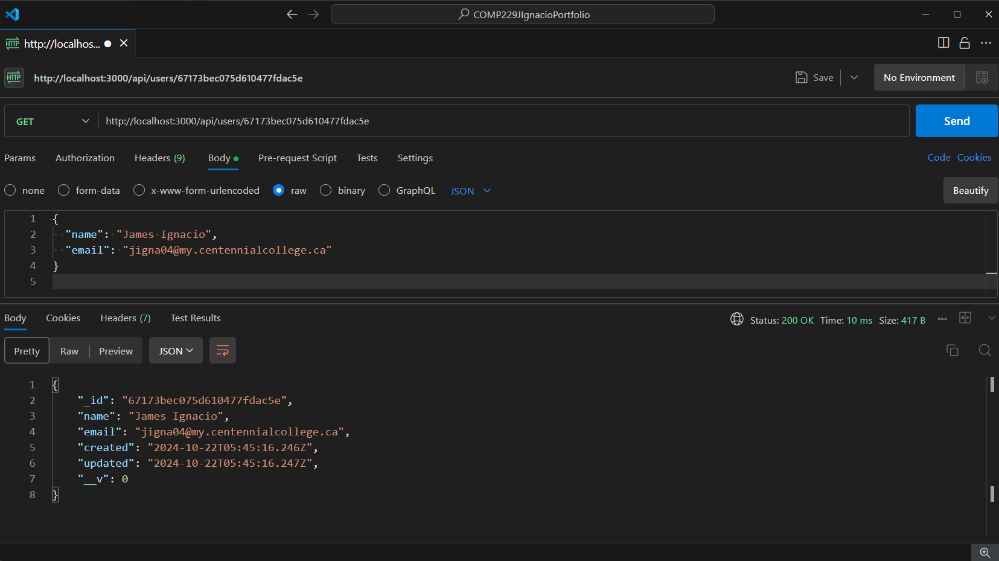 COMP229JIgnacioPortfolio
HTTP http://localhos...
HTTP http://localhost:3000/api/users/67173bec075d610477fdac5e Save No Environment
GET http://localhost:3000/api/users/67173bec075d610477fdac5e Send
Params Authorization Headers (9) Body Pre-request Script Tests Settings Code Cookies
none form-data x-www-form-urlencoded raw binary GraphQL JSON Beautify
1 {
2 "name": "James Ignacio",
3 "email": "jigna04@my.centennialcollege.ca"
4 }
5
Body Cookies Headers (7) Test Results Status: 200 OK Time: 10 ms Size: 417 B
Pretty Raw Preview JSON
1 {
2 "_id": "67173bec075d610477fdac5e",
3 "name": "James Ignacio",
4 "email": "jigna04@my.centennialcollege.ca",
5 "created": "2024-10-22T05:45:16.246Z",
6 "updated": "2024-10-22T05:45:16.247Z",
7 "__v": 0
8 }